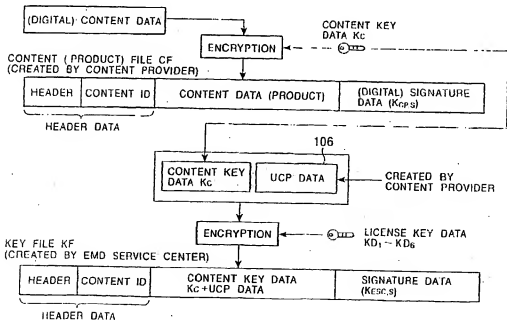 (DIGITAL) CONTENT DATA
CONTENT KEY
DATA KC
ENCRYPTION
CONTENT (PRODUCT) FILE CF
(CREATED BY CONTENT PROVIDER)
HEADER
CONTENT ID
CONTENT DATA (PRODUCT)
(DIGITAL) SIGNATURE
DATA (KCP,S)
HEADER DATA
106
CONTENT KEY
DATA KC
UCP DATA
CREATED BY
CONTENT PROVIDER
ENCRYPTION
LICENSE KEY DATA
KD1 ~ KD6
KEY FILE KF
(CREATED BY EMD SERVICE CENTER)
HEADER
CONTENT ID
CONTENT KEY DATA
KC+UCP DATA
SIGNATURE DATA
(KESC,S)
HEADER DATA